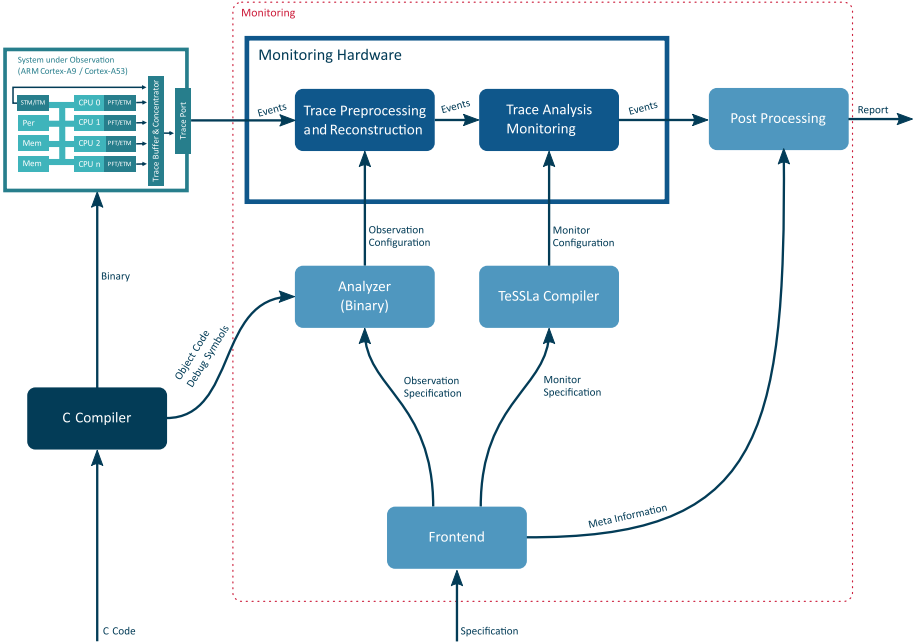 Monitoring
System under Observation
(ARM Cortex-A9 / Cortex-A53)
STM/ITM
CPU 0
PFT/ETM
Per
CPU 1
PFT/ETM
Mem
CPU 2
PFT/ETM
Mem
CPU n
PFT/ETM
Trace Buffer & Concentrator
Trace Port
Monitoring Hardware
Events
Trace Preprocessing
and Reconstruction
Events
Trace Analysis
Monitoring
Events
Post Processing
Report
Observation
Configuration
Monitor
Configuration
Binary
Analyzer
(Binary)
TeSSLa Compiler
Object Code
Debug Symbols
Observation
Specification
Monitor
Specification
C Compiler
Frontend
Meta Information
C Code
Specification